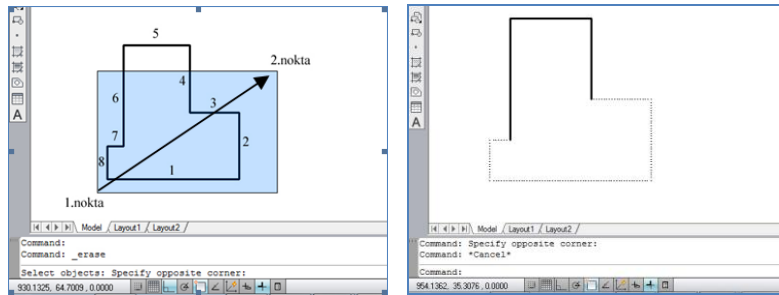 5
2.nokta
4
3
6
7
2
8
1
1.nokta
A
Model Layout1 Layout2
Command:
Command: _erase
Select objects: Specify opposite corner:
930.1325, 64.7009, 0.0000
A
Model Layout1 Layout2
Command: Specify opposite corner:
Command: *Cancel*
Command:
954.1362, 35.3076, 0.0000